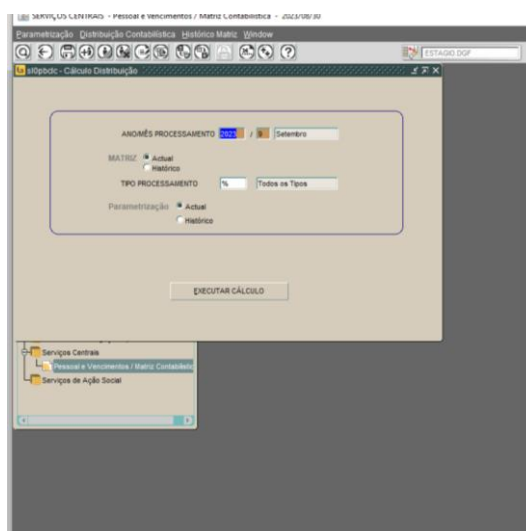 SERVIÇOS CENTRAIS - Pessoal e Vencimentos / Matriz Contabilística - 2023/08/30
Parametrização Distribuição Contabilística Histórico Matriz Window
ESTAGIO.DGF
sl0pbdc - Cálculo Distribuição
ANO/MÊS PROCESSAMENTO 2023 / 9 Setembro
MATRIZ Actual
Histórico
TIPO PROCESSAMENTO % Todos os Tipos
Parametrização Actual
Histórico
EXECUTAR CÁLCULO
Serviços Centrais
Pessoal e Vencimentos / Matriz Contabilístic
Serviços de Ação Social